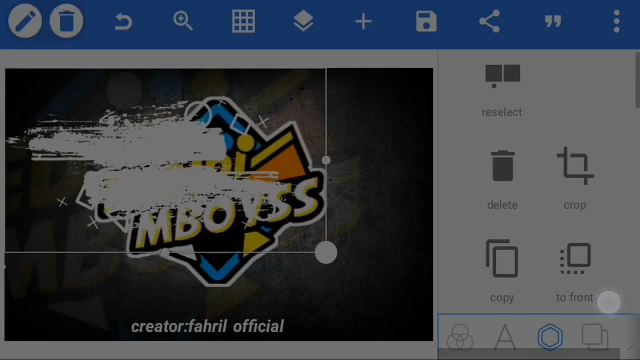 reselect
delete
crop
copy
to front
MBOYSS
creator:fahril official